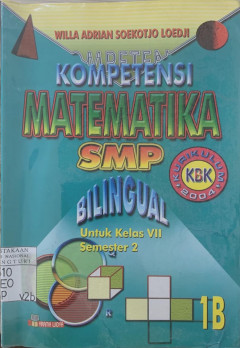 WILLA ADRIAN SOEKOTJO LOEDJI
KOMPETENSI
MATEMATIKA
SMP
KURIKULUM
KBK
2004
BILINGUAL
Untuk Kelas VII
Semester 2
1B